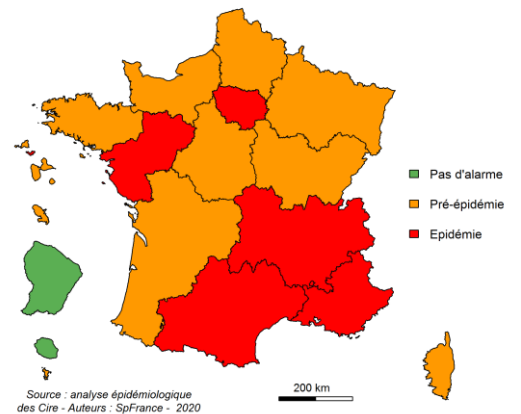 Pas d'alarme
Pré-épidémie
Epidémie
200 km
Source : analyse épidémiologique
des Cire - Auteurs : SpFrance - 2020